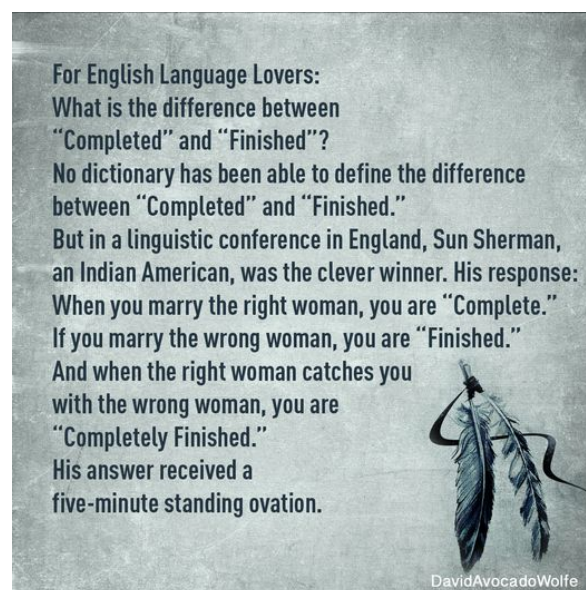 For English Language Lovers:
What is the difference between
“Completed” and “Finished”?
No dictionary has been able to define the difference
between “Completed” and “Finished.”
But in a linguistic conference in England, Sun Sherman,
an Indian American, was the clever winner. His response:
When you marry the right woman, you are “Complete.”
If you marry the wrong woman, you are “Finished.”
And when the right woman catches you
with the wrong woman, you are
“Completely Finished.”
His answer received a
five-minute standing ovation.
DavidAvocadoWolfe